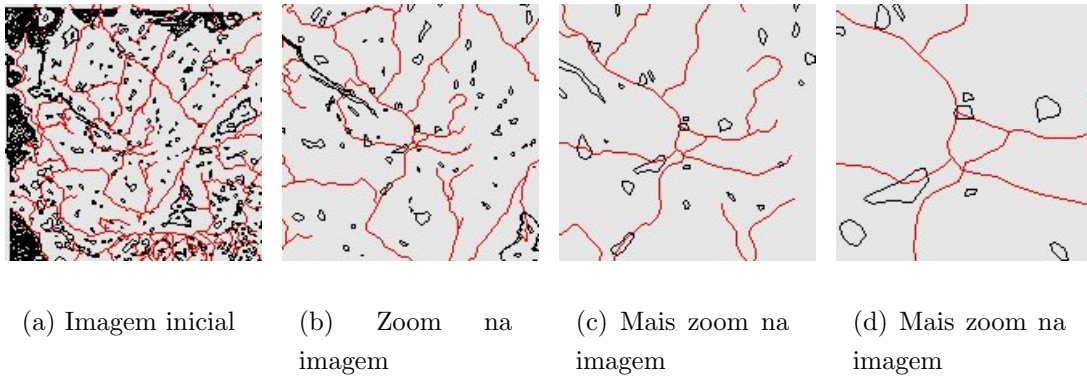 (a) Imagem inicial
(b) Zoom na
imagem
(c) Mais zoom na
imagem
(d) Mais zoom na
imagem